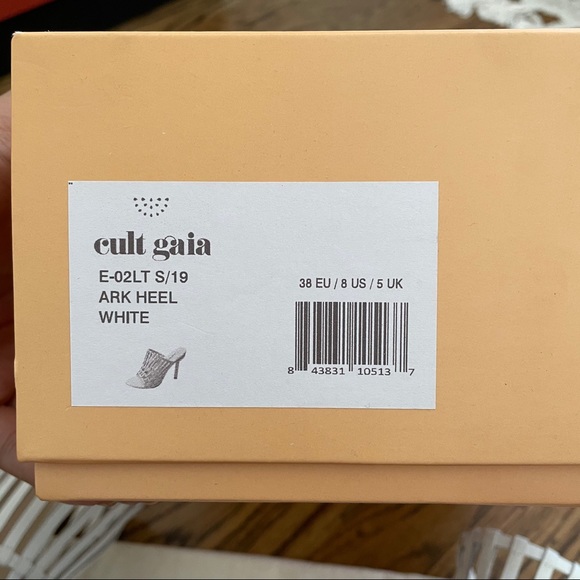 cult gaia
E-02LT S/19
ARK HEEL
WHITE
38 EU / 8 US / 5 UK
8 43831 10513 7